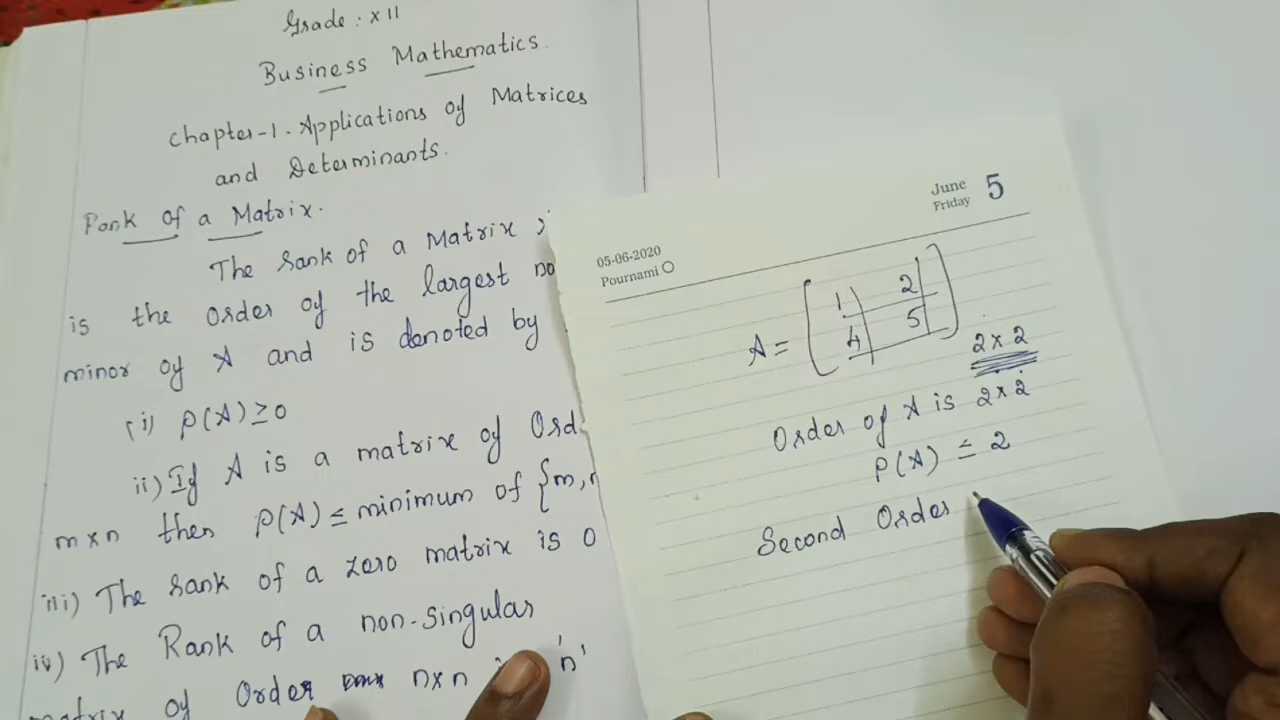 Grade : XII
Business Mathematics.
Chapter-1. Applications of Matrices
and Determinants.
Rank of a Matrix.
The rank of a Matrix
is the order of the largest
minor of A and is denoted by
(i) ρ(A) ≥ 0
ii) If A is a matrix of
m×n then ρ(A) ≤ minimum of {m,
iii) The rank of a zero matrix is 0
iv) The Rank of a non-singular
matrix of Order n×n 'n'
June 5
Friday
05-06-2020
Pournami
A = ( 1 2
4 5 )
2×2
Order of A is 2×2
ρ(A) ≤ 2
Second Order